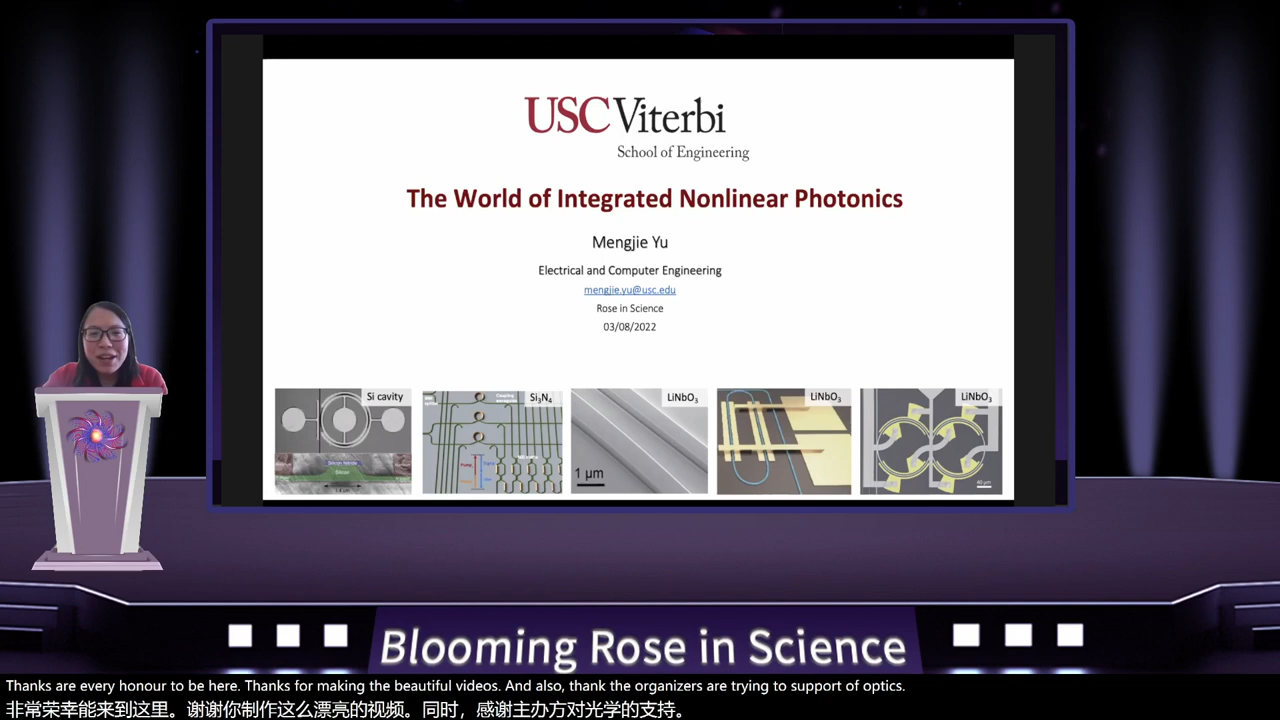 USC Viterbi
School of Engineering
The World of Integrated Nonlinear Photonics
Mengjie Yu
Electrical and Computer Engineering
mengjie.yu@usc.edu
Rose in Science
03/08/2022
Si cavity
Si₃N₄
LiNbO₃
LiNbO₃
LiNbO₃
Silicon Nitride
Silicon
1 μm
40 μm
Blooming Rose in Science
Thanks are every honour to be here. Thanks for making the beautiful videos. And also, thank the organizers are trying to support of optics.
非常荣幸能来到这里。谢谢你制作这么漂亮的视频。同时，感谢主办方对光学的支持。